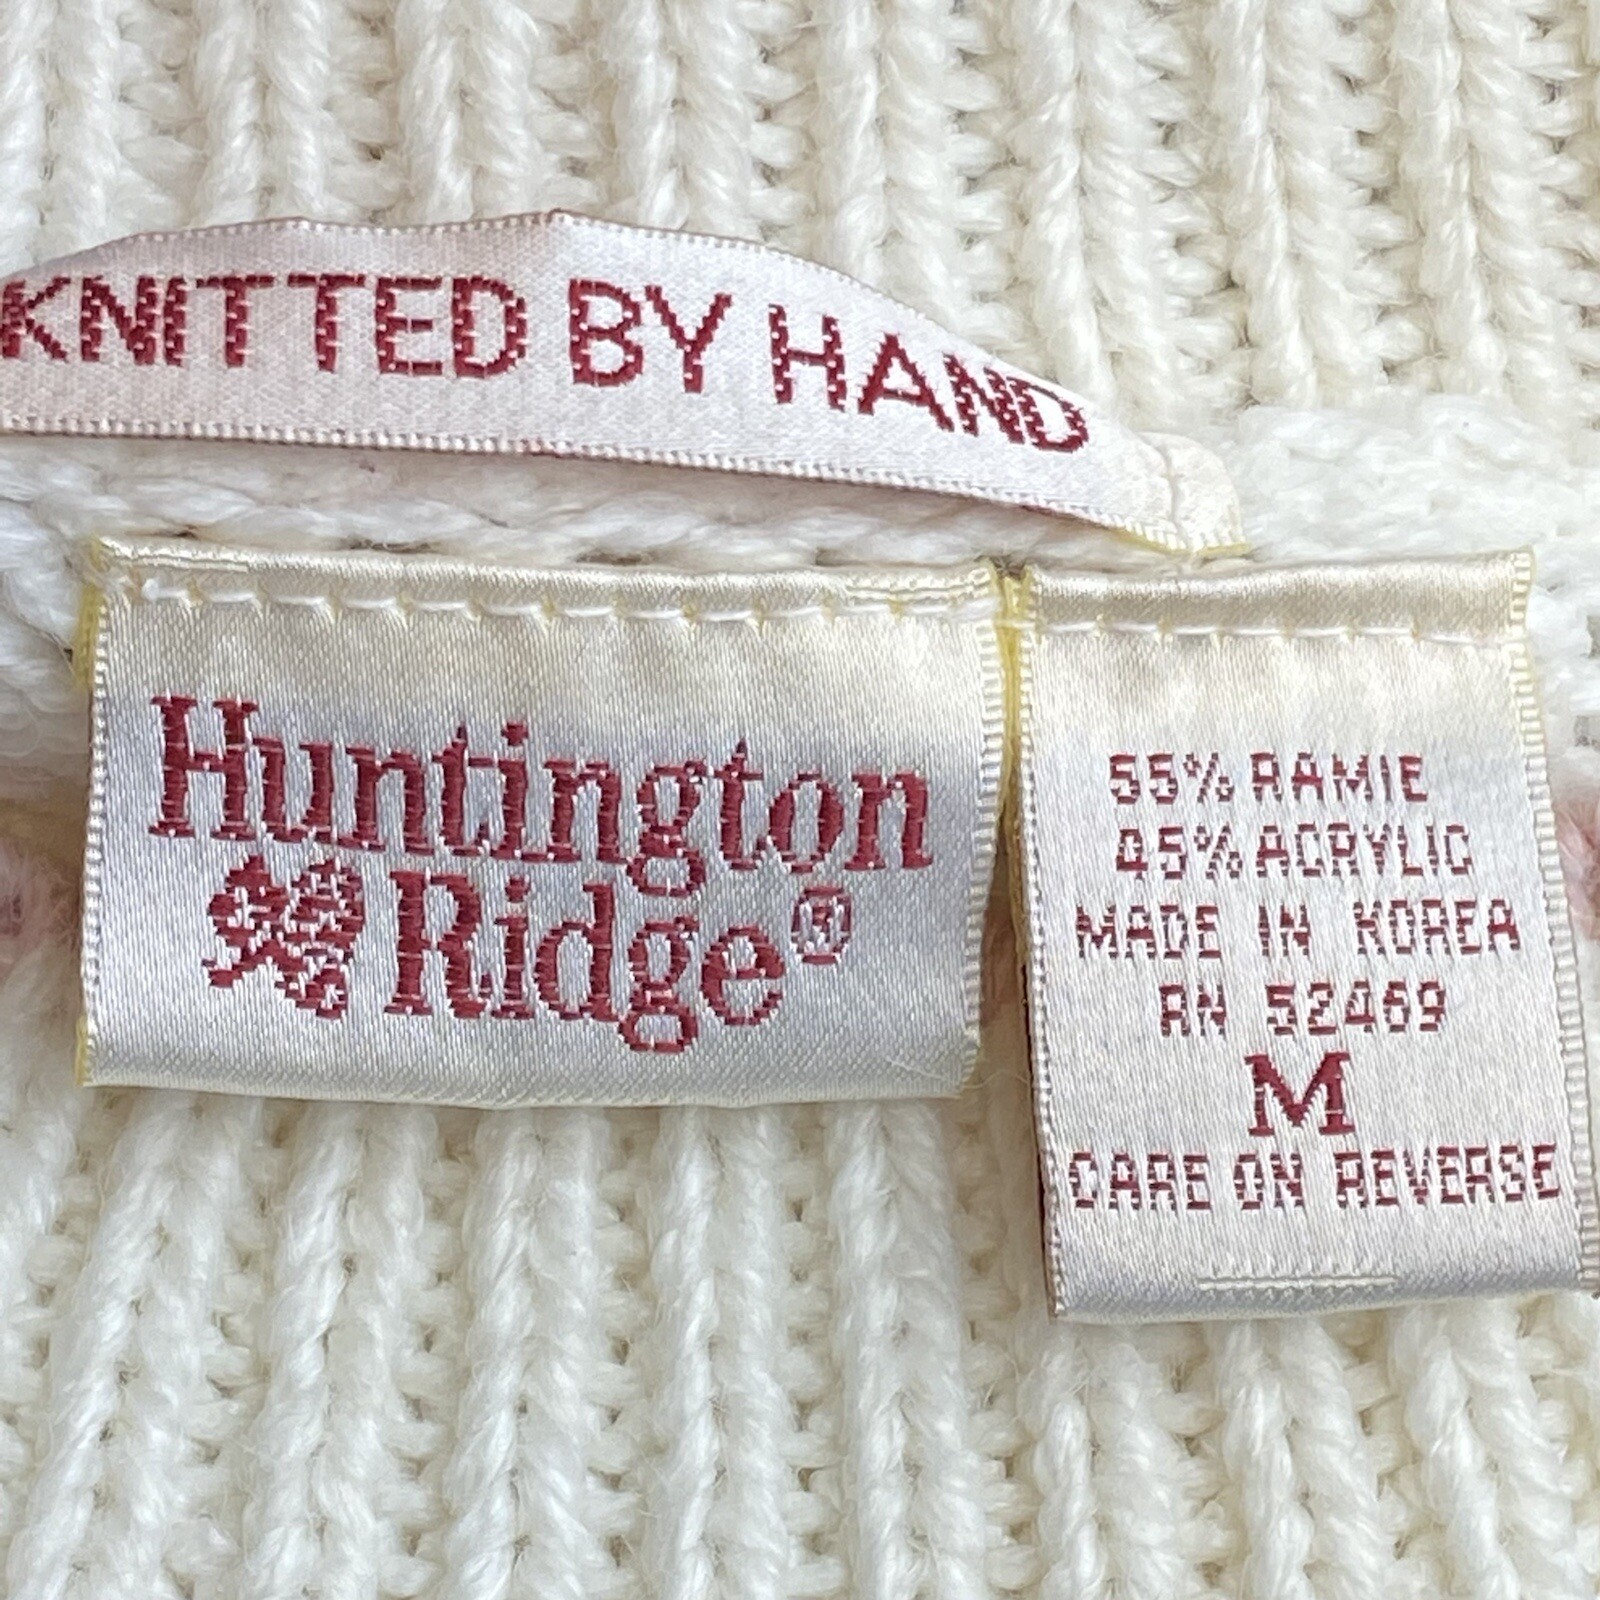 KNITTED BY HAND
Huntington
Ridge®
55% RAMIE
45% ACRYLIC
MADE IN KOREA
RN 52469
M
CARE ON REVERSE